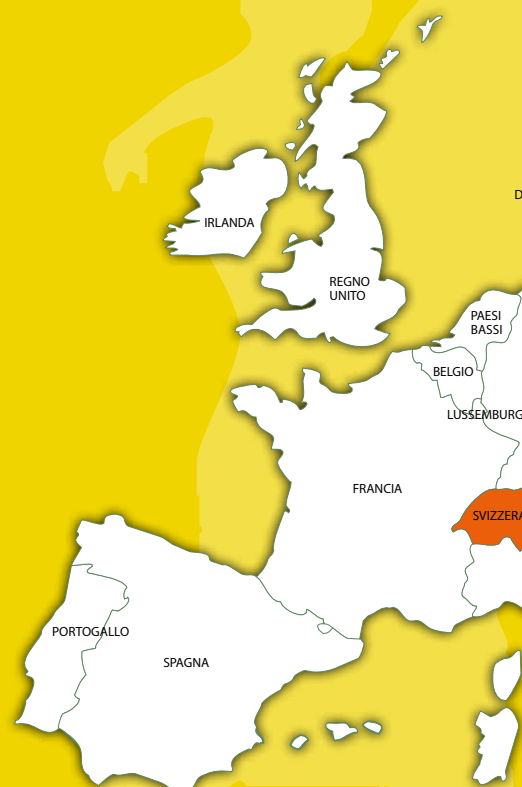 D
IRLANDA
REGNO
UNITO
PAESI
BASSI
BELGIO
LUSSEMBURG
FRANCIA
SVIZZERA
PORTOGALLO
SPAGNA